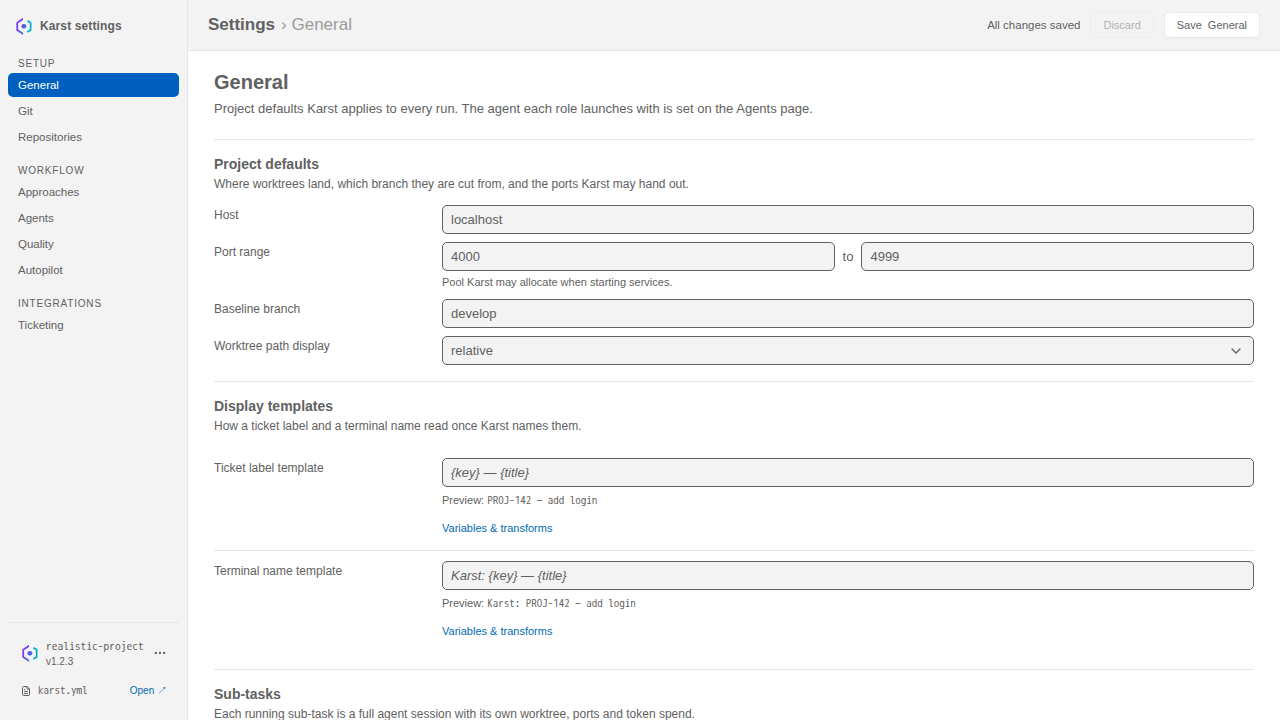 Karst settings
SETUP
General
Git
Repositories
WORKFLOW
Approaches
Agents
Quality
Autopilot
INTEGRATIONS
Ticketing
realistic-project
v1.2.3
karst.yml
Open ↗
Settings › General
All changes saved
Discard
Save General
General
Project defaults Karst applies to every run. The agent each role launches with is set on the Agents page.
Project defaults
Where worktrees land, which branch they are cut from, and the ports Karst may hand out.
Host
localhost
Port range
4000 to 4999
Pool Karst may allocate when starting services.
Baseline branch
develop
Worktree path display
relative
Display templates
How a ticket label and a terminal name read once Karst names them.
Ticket label template
{key} — {title}
Preview: PROJ-142 — add login
Variables & transforms
Terminal name template
Karst: {key} — {title}
Preview: Karst: PROJ-142 — add login
Variables & transforms
Sub-tasks
Each running sub-task is a full agent session with its own worktree, ports and token spend.